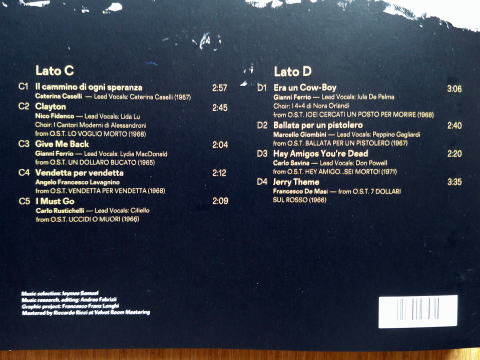 Lato C
C1 Il cammino di ogni speranza 2:57
Caterina Caselli — Lead Vocals: Caterina Caselli (1967)
C2 Clayton 2:45
Nico Fidenco — Lead Vocals: Lida Lu
Choir: I Cantori Moderni di Alessandroni
from O.S.T. LO VOGLIO MORTO (1968)
C3 Give Me Back 2:04
Gianni Ferrio — Lead Vocals: Lydia MacDonald
from O.S.T. UN DOLLARO BUCATO (1965)
C4 Vendetta per vendetta 2:12
Angelo Francesco Lavagnino
from O.S.T. VENDETTA PER VENDETTA (1968)
C5 I Must Go 2:09
Carlo Rustichelli — Lead Vocals: Citiello
from O.S.T. UCCIDI O MUORI (1966)
Lato D
D1 Era un Cow-Boy 3:06
Gianni Ferrio — Lead Vocals: Jula De Palma
Choir: I 4+4 di Nora Orlandi
from O.S.T. JOE! CERCATI UN POSTO PER MORIRE (1968)
D2 Ballata per un pistolero 2:40
Marcello Giombini — Lead Vocals: Peppino Gagliardi
from O.S.T. BALLATA PER UN PISTOLERO (1967)
D3 Hey Amigos You're Dead 2:20
Carlo Savina — Lead Vocals: Don Powell
from O.S.T. HEY AMIGO...SEI MORTO! (1971)
D4 Jerry Theme 3:35
Francesco De Masi — from O.S.T. 7 DOLLARI
SUL ROSSO (1966)
Music selection: Seymus Samuel
Music research, editing: Andrea Fabrizii
Graphic project: Francesco Franz Longhi
Mastered by Riccardo Ricci at Velvet Room Mastering